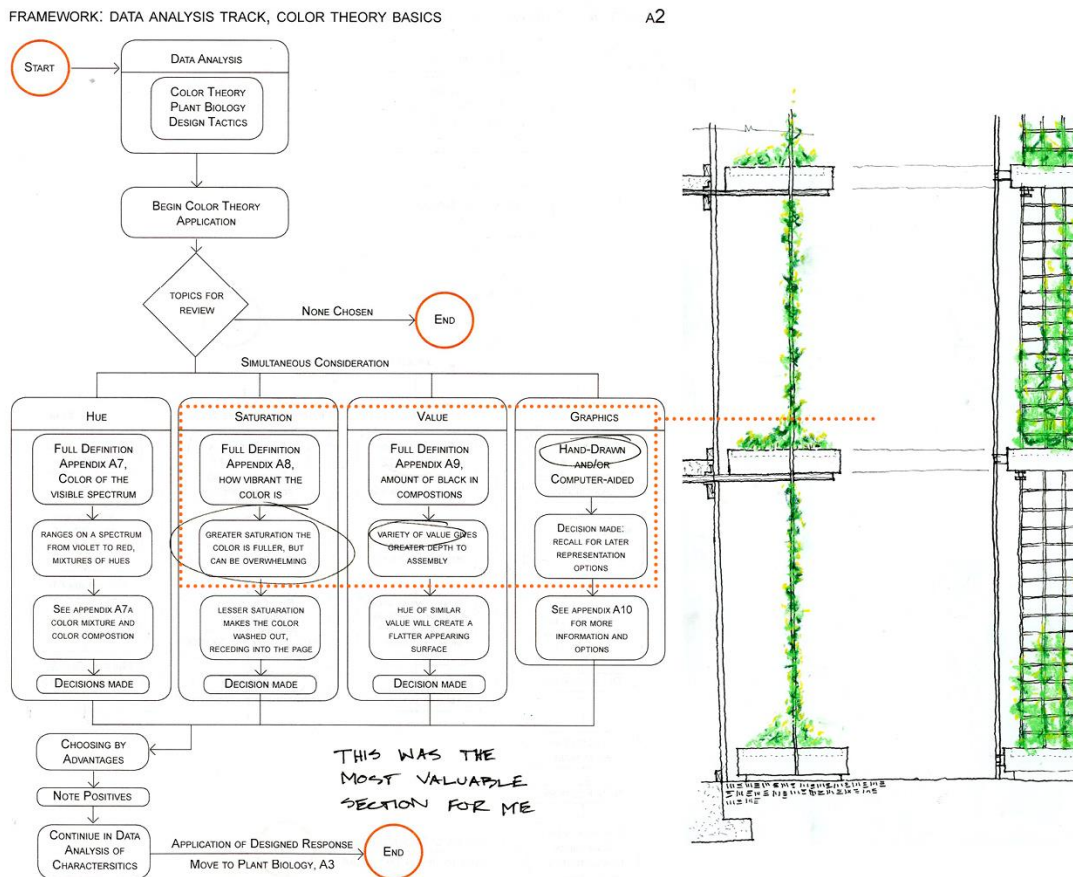 FRAMEWORK: DATA ANALYSIS TRACK, COLOR THEORY BASICS
A2
START
DATA ANALYSIS
COLOR THEORY
PLANT BIOLOGY
DESIGN TACTICS
BEGIN COLOR THEORY
APPLICATION
TOPICS FOR
REVIEW
NONE CHOSEN
END
SIMULTANEOUS CONSIDERATION
HUE
FULL DEFINITION
APPENDIX A7,
COLOR OF THE
VISIBLE SPECTRUM
RANGES ON A SPECTRUM
FROM VIOLET TO RED,
MIXTURES OF HUES
SEE APPENDIX A7A
COLOR MIXTURE AND
COLOR COMPOSTION
DECISIONS MADE
SATURATION
FULL DEFINITION
APPENDIX A8,
HOW VIBRANT THE
COLOR IS
GREATER SATURATION THE
COLOR IS FULLER, BUT
CAN BE OVERWHELMING
LESSER SATUARATION
MAKES THE COLOR
WASHED OUT,
RECEDING INTO THE PAGE
DECISION MADE
VALUE
FULL DEFINITION
APPENDIX A9,
AMOUNT OF BLACK IN
COMPOSTIONS
VARIETY OF VALUE GIVES
GREATER DEPTH TO
ASSEMBLY
HUE OF SIMILAR
VALUE WILL CREATE A
FLATTER APPEARING
SURFACE
DECISION MADE
GRAPHICS
HAND-DRAWN
AND/OR
COMPUTER-AIDED
DECISION MADE:
RECALL FOR LATER
REPRESENTATION
OPTIONS
SEE APPENDIX A10
FOR MORE
INFORMATION AND
OPTIONS
CHOOSING BY
ADVANTAGES
NOTE POSITIVES
CONTINIUE IN DATA
ANALYSIS OF
CHARACTERSITICS
APPLICATION OF DESIGNED RESPONSE
MOVE TO PLANT BIOLOGY, A3
END
THIS WAS THE
MOST VALUABLE
SECTION FOR ME